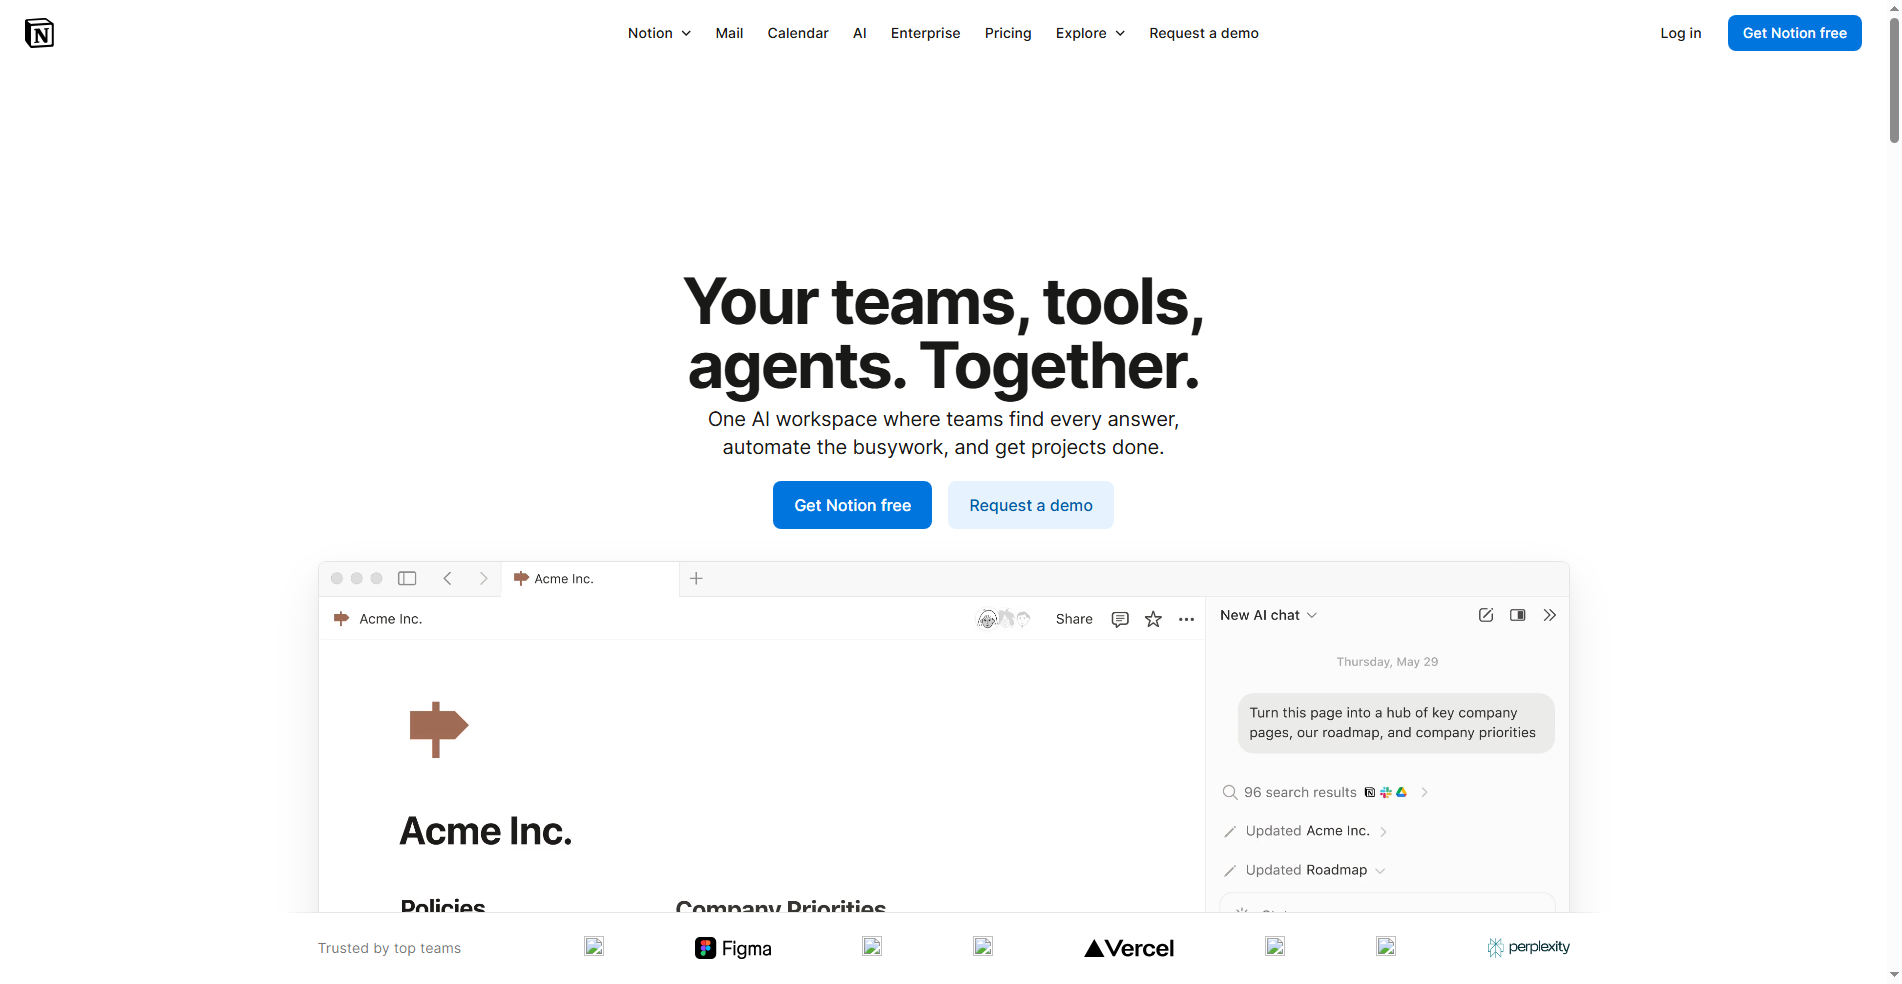 N
Notion
Mail
Calendar
AI
Enterprise
Pricing
Explore
Request a demo
Log in
Get Notion free
Your teams, tools,
agents. Together.
One AI workspace where teams find every answer,
automate the busywork, and get projects done.
Get Notion free
Request a demo
Acme Inc.
Acme Inc.
Share
Acme Inc.
Policies
Company Priorities
New AI chat
Thursday, May 29
Turn this page into a hub of key company
pages, our roadmap, and company priorities
96 search results
Updated Acme Inc.
Updated Roadmap
Trusted by top teams
Figma
Vercel
perplexity